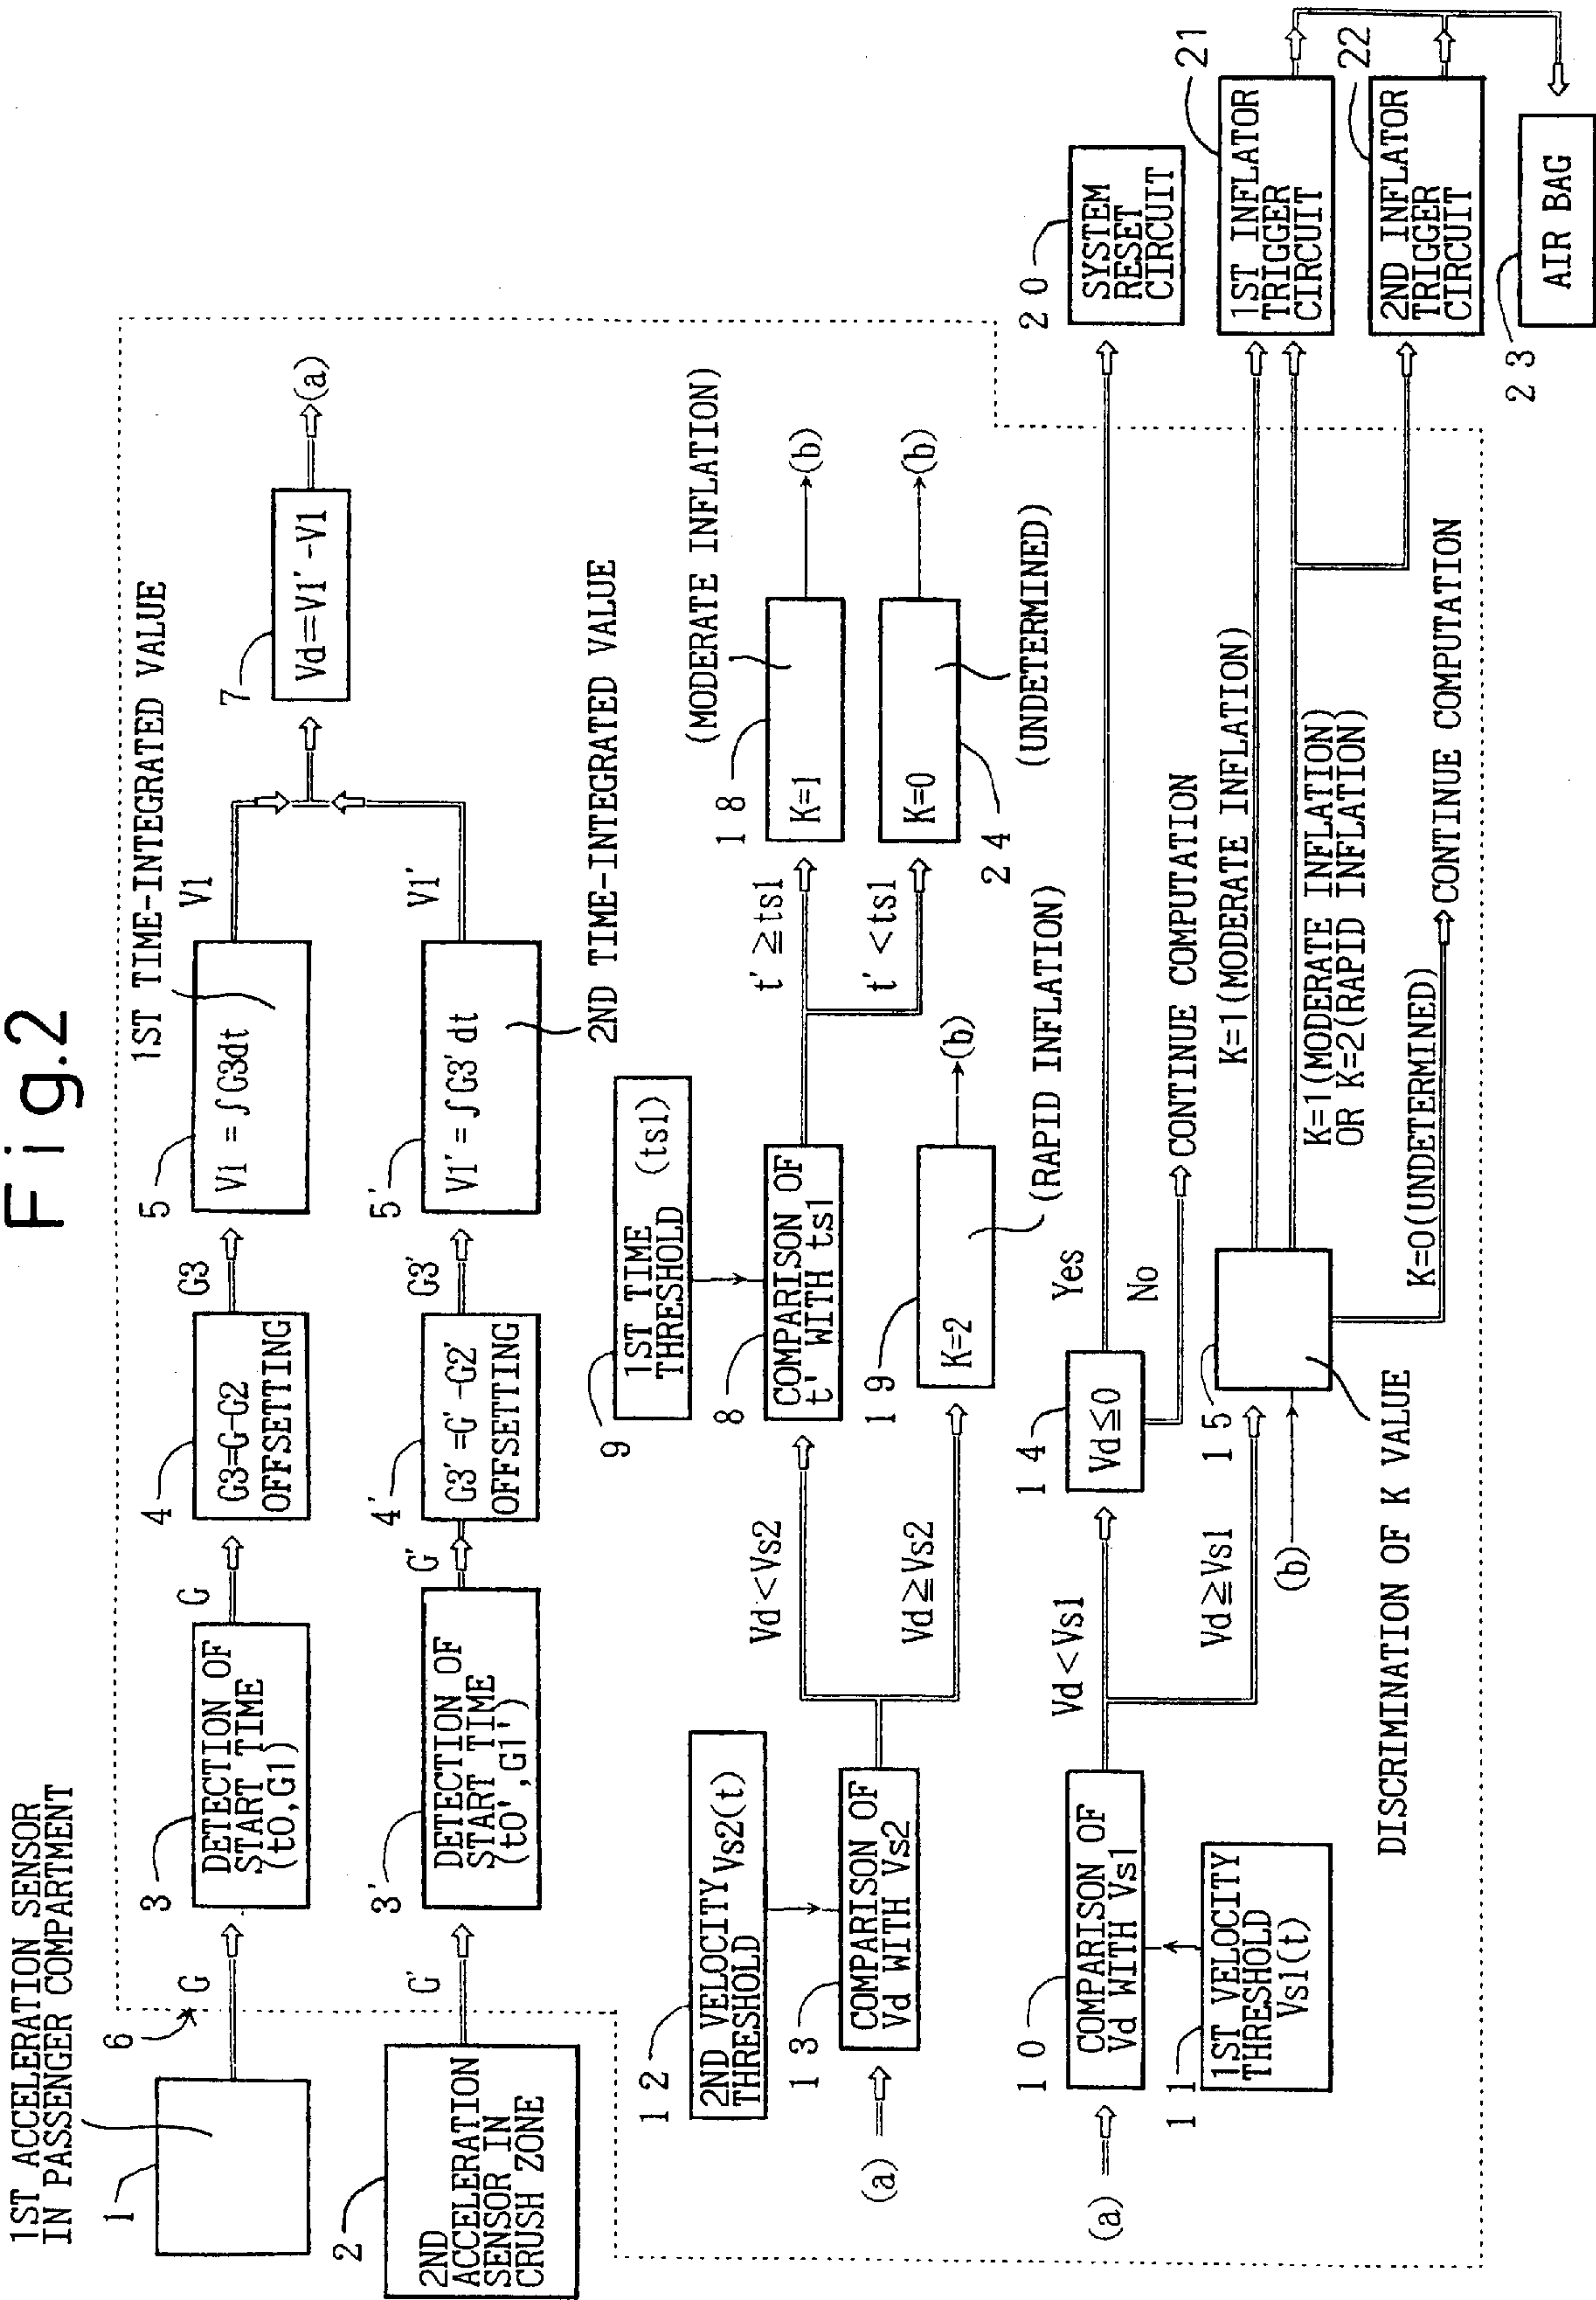 Fig.2
1ST ACCELERATION SENSOR
IN PASSENGER COMPARTMENT
1
6
G
3
DETECTION OF
START TIME
(t0,G1)
G
4
G3=G-G2
OFFSETTING
G3
5
V1 = ∫G3dt
1ST TIME-INTEGRATED VALUE
V1
2
2ND
ACCELERATION
SENSOR IN
CRUSH ZONE
G'
3'
DETECTION OF
START TIME
(t0',G1')
G'
4'
G3'=G'-G2'
OFFSETTING
G3'
5'
V1'=∫G3'dt
V1'
2ND TIME-INTEGRATED VALUE
7
Vd=V1'-V1
(a)
12
2ND VELOCITY
THRESHOLD
Vs2(t)
(a)
13
COMPARISON OF
Vd WITH Vs2
Vd<Vs2
Vd≧Vs2
9
1ST TIME
THRESHOLD
(ts1)
8
COMPARISON OF
t' WITH ts1
t'≧ts1
t'<ts1
18
K=1
(MODERATE INFLATION)
(b)
24
K=0
(UNDETERMINED)
(b)
19
K=2
(RAPID INFLATION)
(b)
(a)
10
COMPARISON OF
Vd WITH Vs1
11
1ST VELOCITY
THRESHOLD
Vs1(t)
Vd<Vs1
Vd≧Vs1
14
Vd≦0
Yes
No
CONTINUE COMPUTATION
(b)
15
DISCRIMINATION OF K VALUE
K=1(MODERATE INFLATION)
K=1(MODERATE INFLATION)
OR K=2(RAPID INFLATION)
K=0(UNDETERMINED)
CONTINUE COMPUTATION
20
SYSTEM
RESET
CIRCUIT
21
1ST INFLATOR
TRIGGER
CIRCUIT
22
2ND INFLATOR
TRIGGER
CIRCUIT
23
AIR BAG